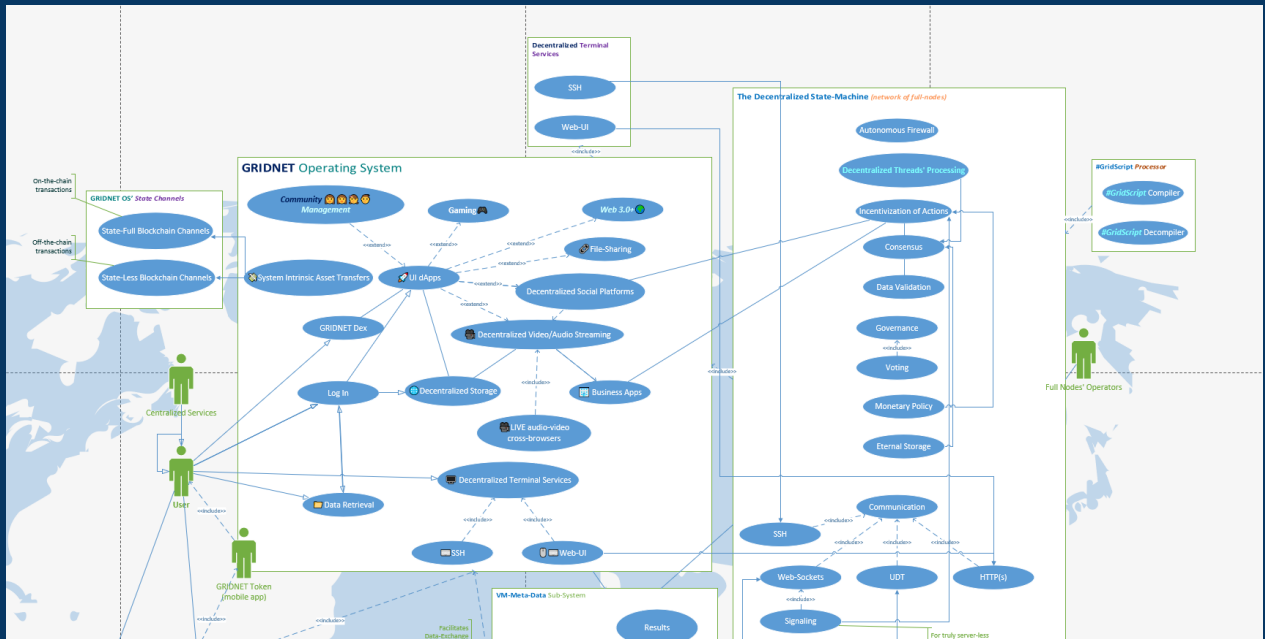 Decentralized Terminal
Services
SSH
Web-UI
<<include>>
The Decentralized State-Machine (network of full-nodes)
Autonomous Firewall
Decentralized Threads' Processing
Incentivization of Actions
Consensus
Data Validation
Governance
<<include>>
Voting
Monetary Policy
Eternal Storage
Communication
<<include>>
<<include>>
<<include>>
<<include>>
SSH
Web-Sockets
UDT
HTTP(s)
<<include>>
Signaling
For truly server-less
#GridScript Processor
#GridScript Compiler
#GridScript Decompiler
<<include>>
Full Nodes' Operators
GRIDNET Operating System
Community
Management
Gaming
Web 3.0+
<<extend>>
<<extend>>
<<extend>>
File-Sharing
<<extend>>
System Intrinsic Asset Transfers
UI dApps
<<extend>>
Decentralized Social Platforms
<<extend>>
GRIDNET Dex
Decentralized Video/Audio Streaming
<<include>>
<<include>>
Log In
Decentralized Storage
Business Apps
LIVE audio-video
cross-browsers
Decentralized Terminal Services
Data Retrieval
<<include>>
<<include>>
SSH
Web-UI
On-the-chain
transactions
GRIDNET OS' State Channels
State-Full Blockchain Channels
Off-the-chain
transactions
State-Less Blockchain Channels
Centralized Services
User
<<include>>
GRIDNET Token
(mobile app)
<<include>>
<<include>>
VM-Meta-Data Sub-System
Facilitates
Data-Exchange
Results